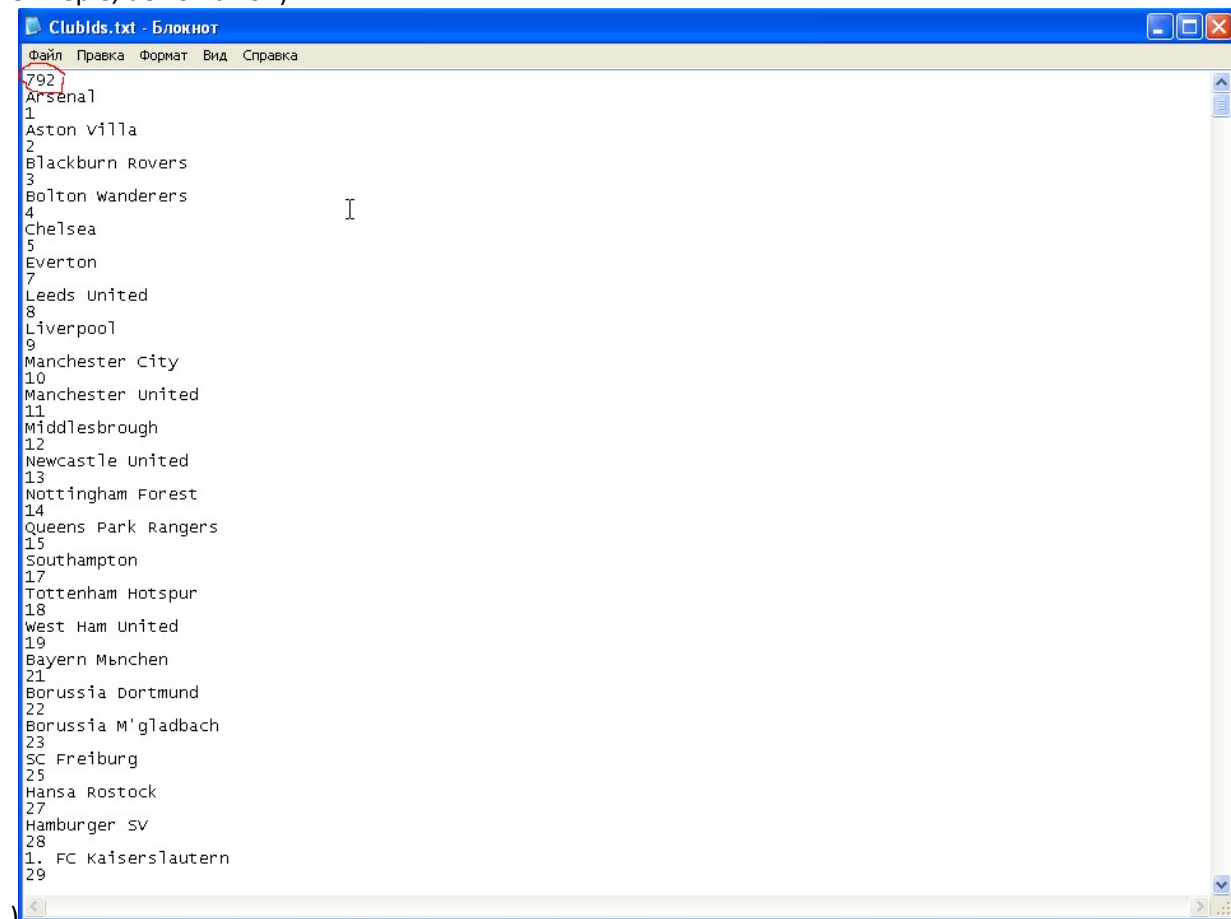 ClubIds.txt - Блокнот
Файл Правка Формат Вид Справка
792
Arsenal
1
Aston Villa
2
Blackburn Rovers
3
Bolton Wanderers
4
Chelsea
5
Everton
7
Leeds United
8
Liverpool
9
Manchester City
10
Manchester United
11
Middlesbrough
12
Newcastle United
13
Nottingham Forest
14
Queens Park Rangers
15
Southampton
17
Tottenham Hotspur
18
West Ham United
19
Bayern Mьnchen
21
Borussia Dortmund
22
Borussia M'gladbach
23
SC Freiburg
25
Hansa Rostock
27
Hamburger SV
28
1. FC Kaiserslautern
29
)